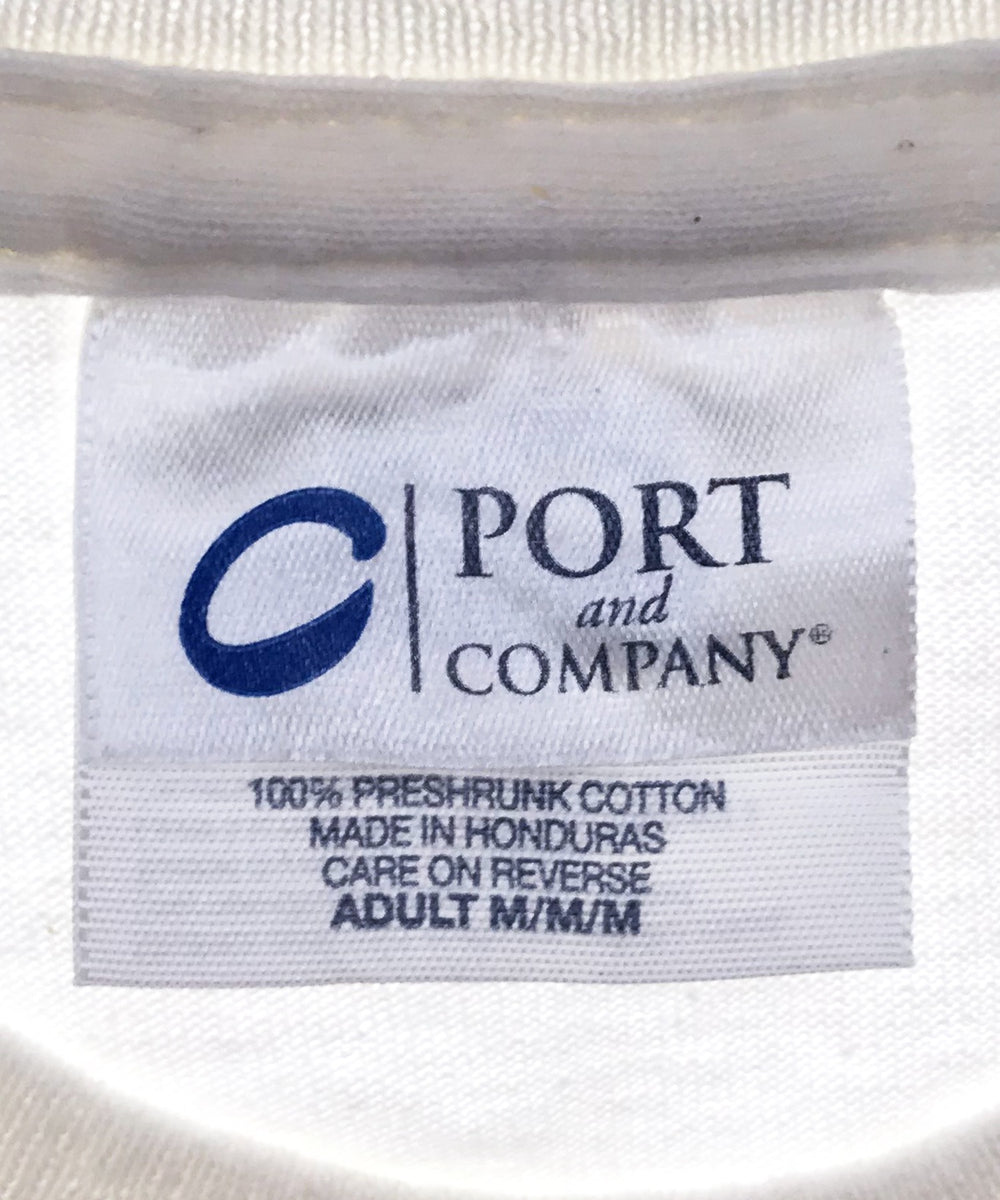 PORT
and
COMPANY®
100% PRESHRUNK COTTON
MADE IN HONDURAS
CARE ON REVERSE
ADULT M/M/M